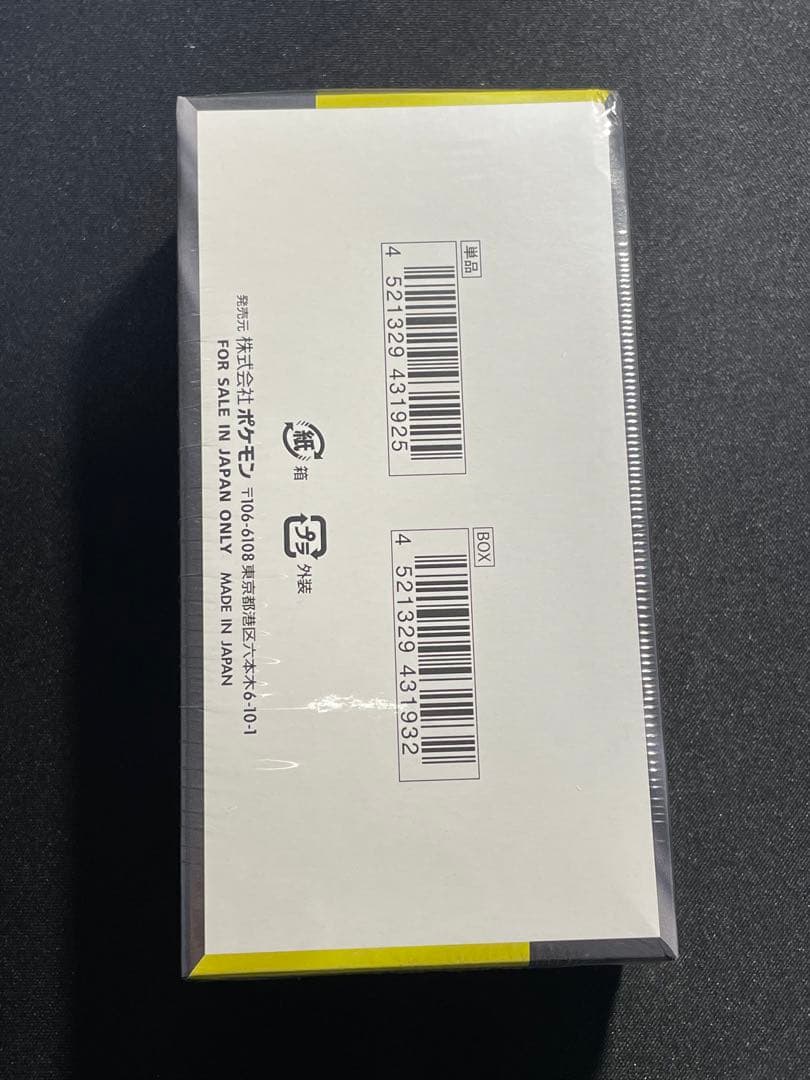 単品
4 521329 431925
BOX
4 521329 431932
紙 箱
プラ 外装
発売元 株式会社ポケモン 〒106-6108 東京都港区六本木6-10-1
FOR SALE IN JAPAN ONLY MADE IN JAPAN